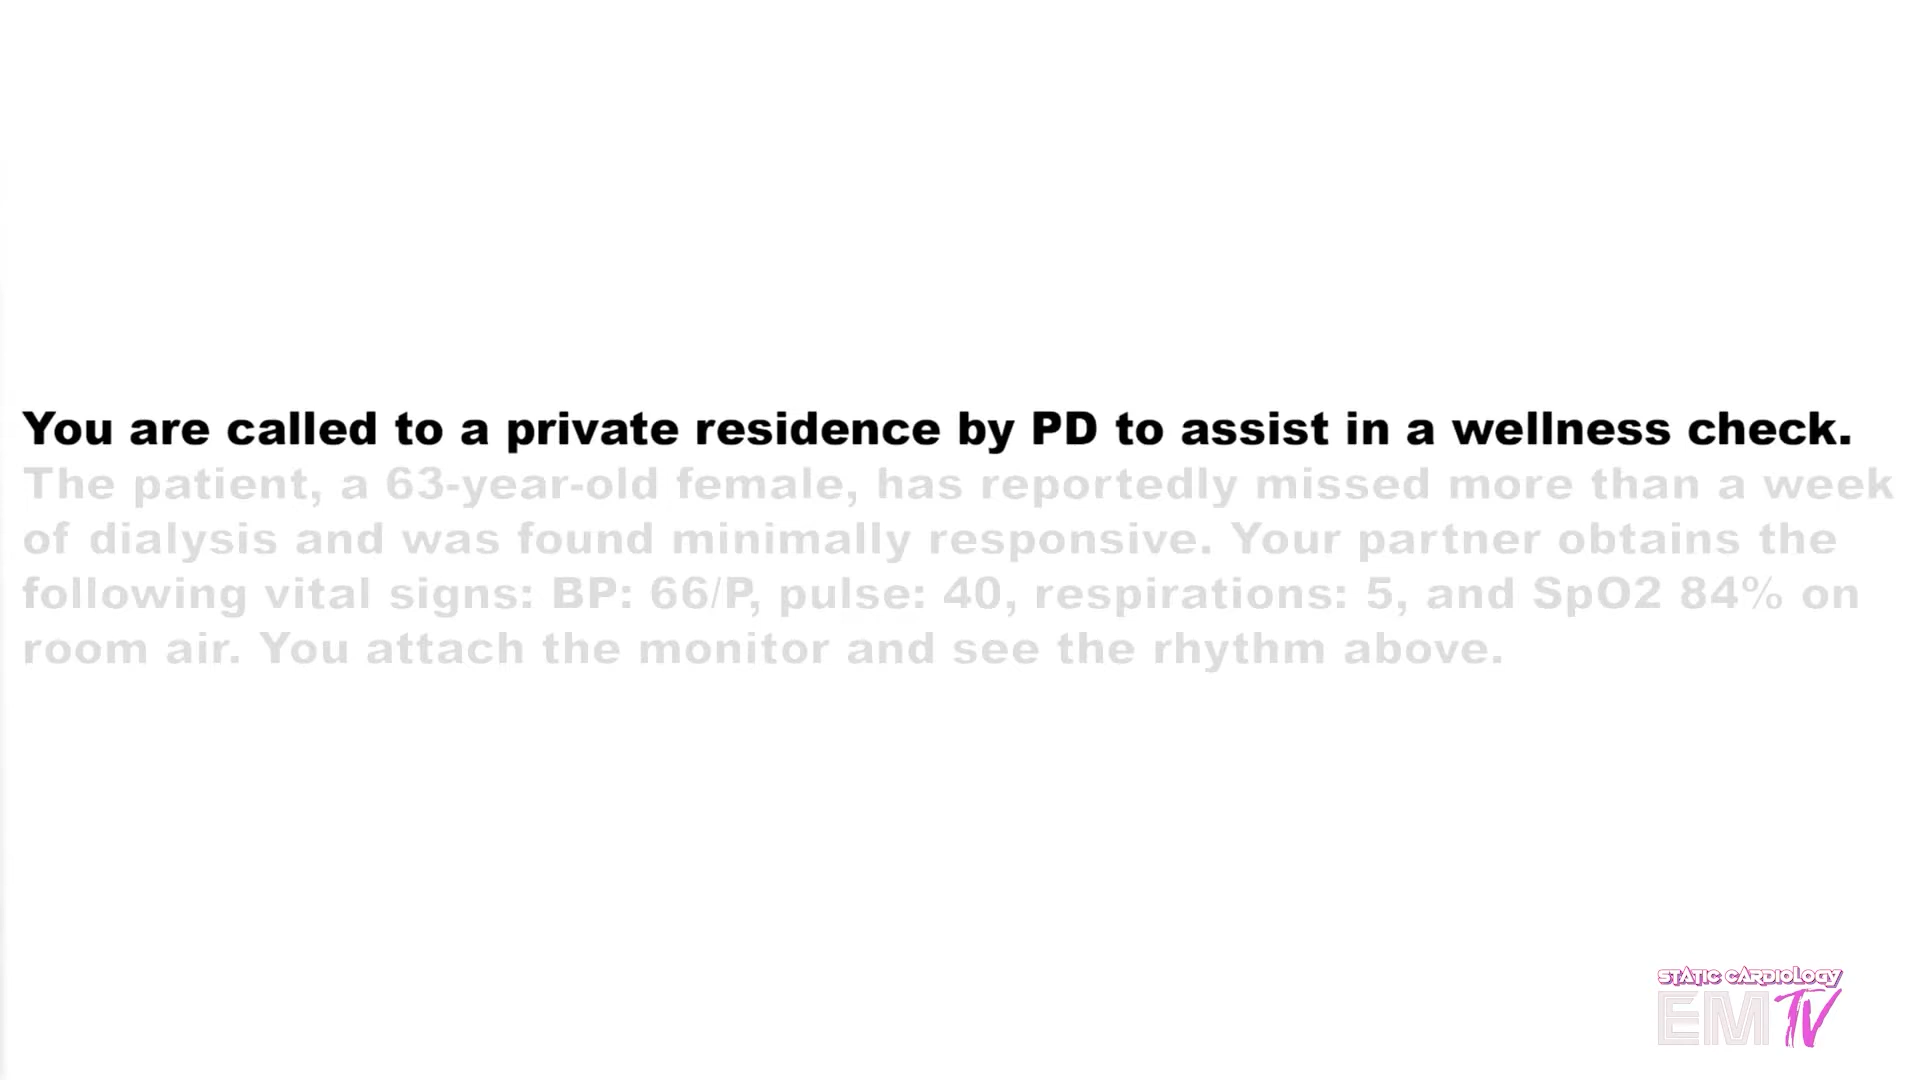 You are called to a private residence by PD to assist in a wellness check.
The patient, a 63-year-old female, has reportedly missed more than a week
of dialysis and was found minimally responsive. Your partner obtains the
following vital signs: BP: 66/P, pulse: 40, respirations: 5, and SpO2 84% on
room air. You attach the monitor and see the rhythm above.
STATIC CARDIOLOGY
EMTV